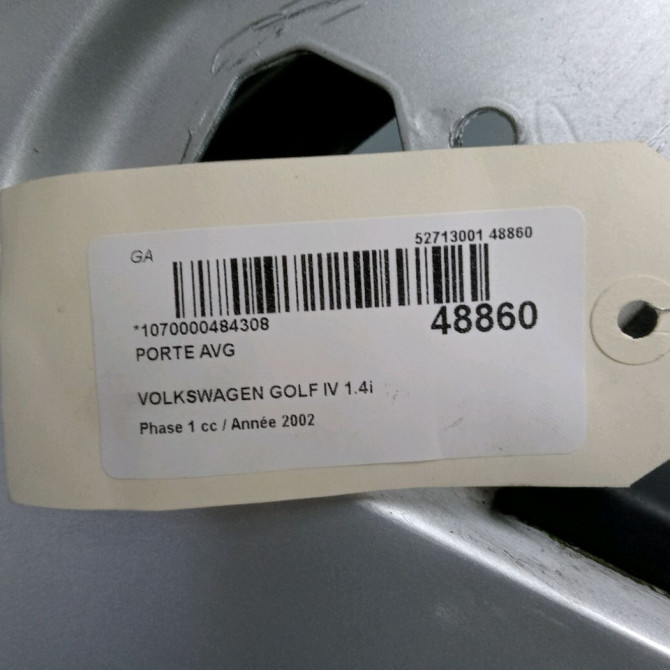 GA
52713001 48860
*1070000484308
48860
PORTE AVG
VOLKSWAGEN GOLF IV 1.4i
Phase 1 cc / Année 2002